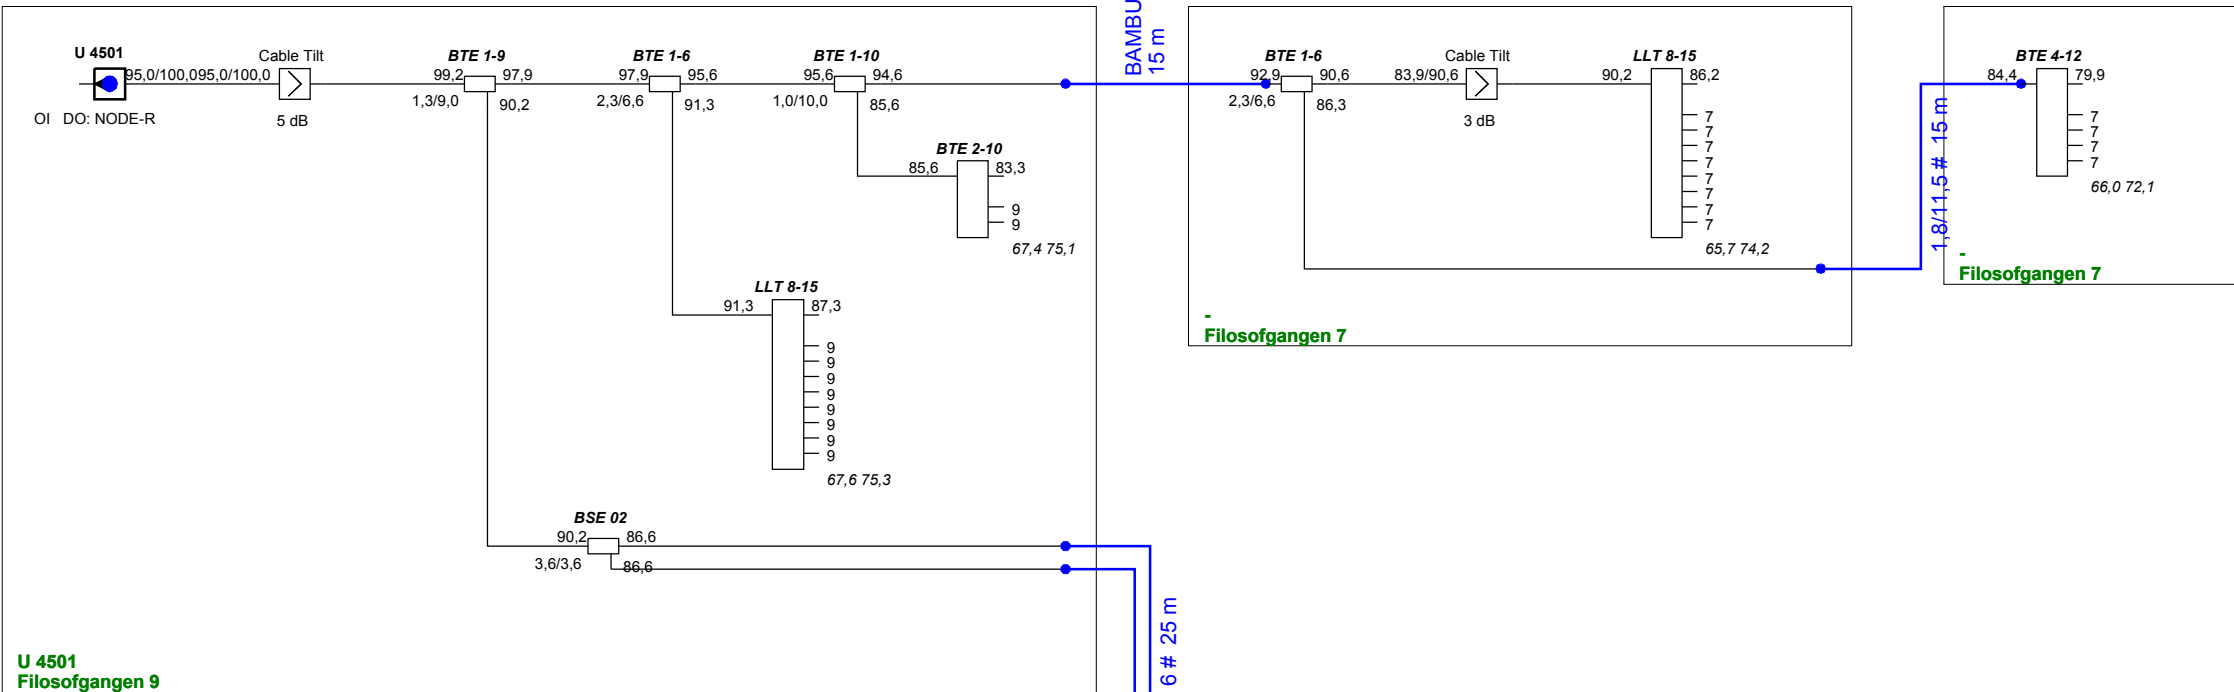 U 4501
95,0/100,095,0/100,0
OI DO: NODE-R
Cable Tilt
5 dB
BTE 1-9
99,2 97,9
1,3/9,0 90,2
BTE 1-6
97,9 95,6
2,3/6,6 91,3
BTE 1-10
95,6 94,6
1,0/10,0 85,6
BTE 2-10
85,6 83,3
9
9
67,4 75,1
LLT 8-15
91,3 87,3
9
9
9
9
9
9
9
9
67,6 75,3
BSE 02
90,2 86,6
3,6/3,6 86,6
U 4501
Filosofgangen 9
BAMBU
15 m
6 # 25 m
BTE 1-6
92,9 90,6
2,3/6,6 86,3
83,9/90,6
Cable Tilt
3 dB
LLT 8-15
90,2 86,2
7
7
7
7
7
7
7
7
65,7 74,2
-
Filosofgangen 7
1,8/11,5 # 15 m
BTE 4-12
84,4 79,9
7
7
7
7
66,0 72,1
-
Filosofgangen 7